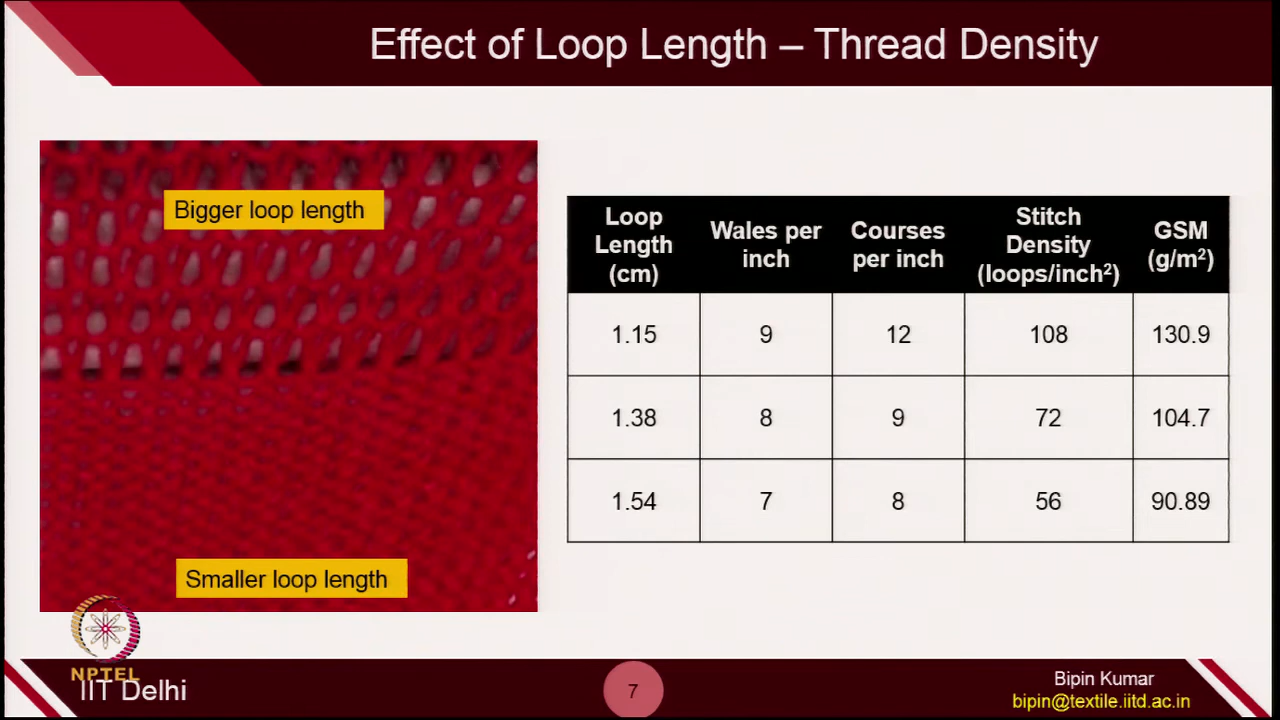 Effect of Loop Length – Thread Density
Bigger loop length
Smaller loop length
Loop Length (cm) Wales per inch Courses per inch Stitch Density (loops/inch²) GSM (g/m²)
1.15 9 12 108 130.9
1.38 8 9 72 104.7
1.54 7 8 56 90.89
NPTEL
IIT Delhi
7
Bipin Kumar
bipin@textile.iitd.ac.in